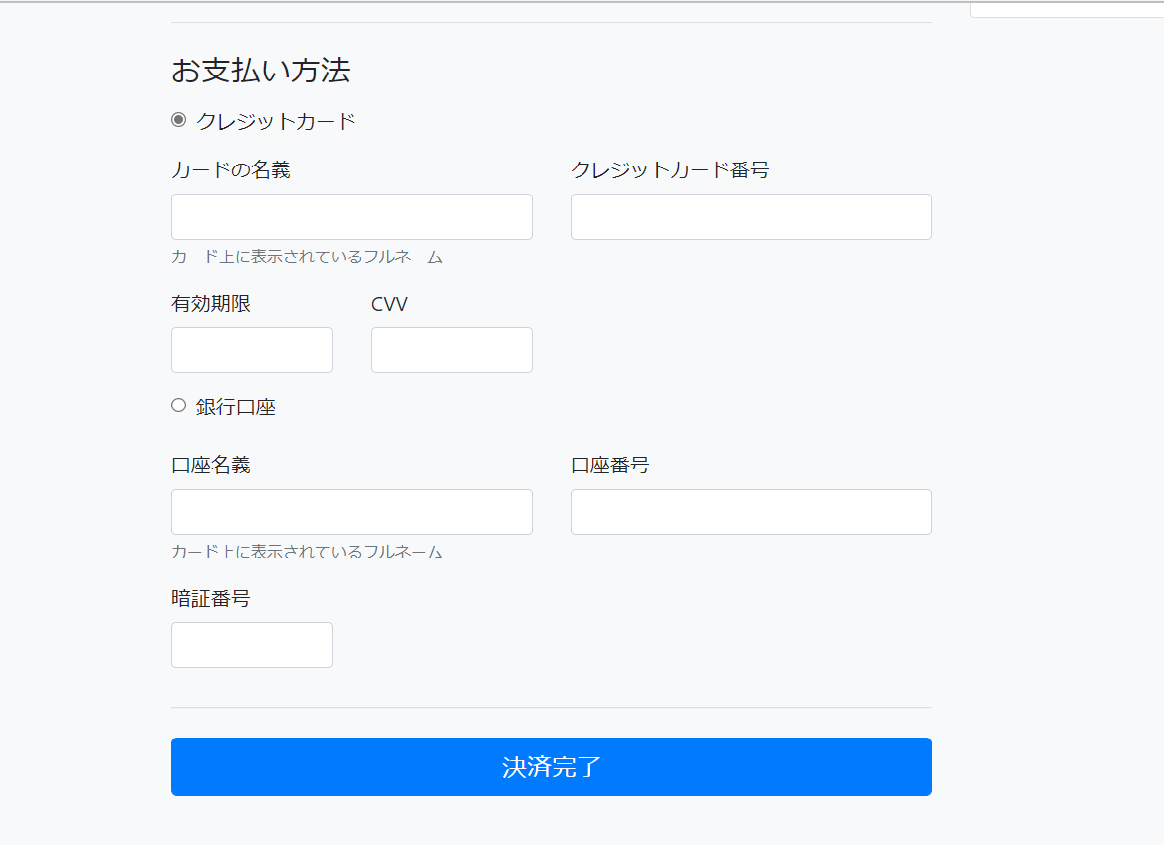 お支払い方法
クレジットカード
カードの名義
クレジットカード番号
カード上に表示されているフルネーム
有効期限
CVV
銀行口座
口座名義
口座番号
カード上に表示されているフルネーム
暗証番号
決済完了